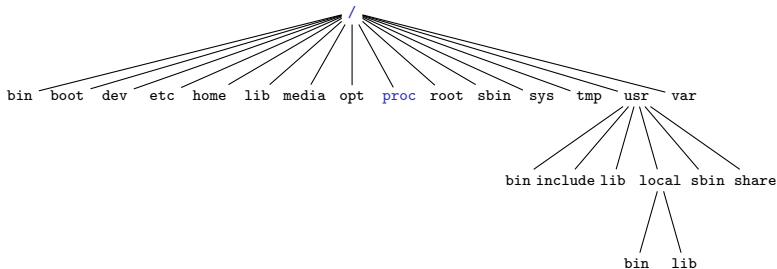 /
bin boot dev etc home lib media opt proc root sbin sys tmp usr var
bin include lib local sbin share
bin lib